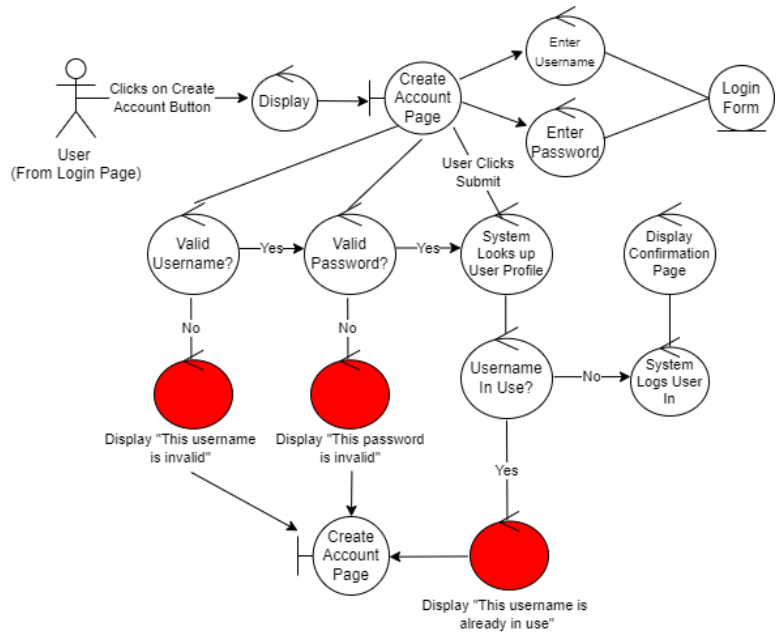 Enter
Username
Create
Account
Page
Login
Form
Clicks on Create
Account Button
Display
Enter
Password
User
(From Login Page)
User Clicks
Submit
Valid
Username?
Yes
Valid
Password?
Yes
System
Looks up
User Profile
Display
Confirmation
Page
No
No
Username
In Use?
No
System
Logs User
In
Display "This username
is invalid"
Display "This password
is invalid"
Yes
Create
Account
Page
Display "This username is
already in use"